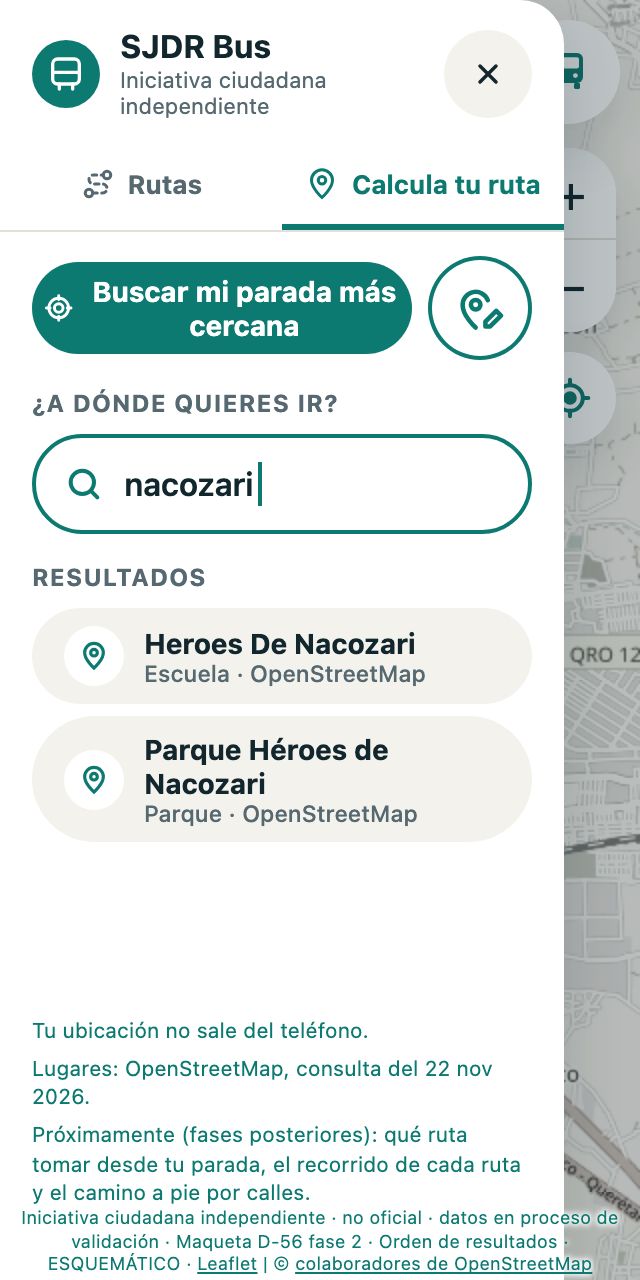 SJDR Bus
Iniciativa ciudadana
independiente
Rutas
Calcula tu ruta
Buscar mi parada más
cercana
¿A DÓNDE QUIERES IR?
nacozari
RESULTADOS
Heroes De Nacozari
Escuela · OpenStreetMap
QRO 12
Parque Héroes de
Nacozari
Parque · OpenStreetMap
Tu ubicación no sale del teléfono.
Lugares: OpenStreetMap, consulta del 22 nov
2026.
Próximamente (fases posteriores): qué ruta
tomar desde tu parada, el recorrido de cada ruta
y el camino a pie por calles.
Iniciativa ciudadana independiente · no oficial · datos en proceso de
validación · Maqueta D-56 fase 2 · Orden de resultados ·
ESQUEMÁTICO · Leaflet | © colaboradores de OpenStreetMap